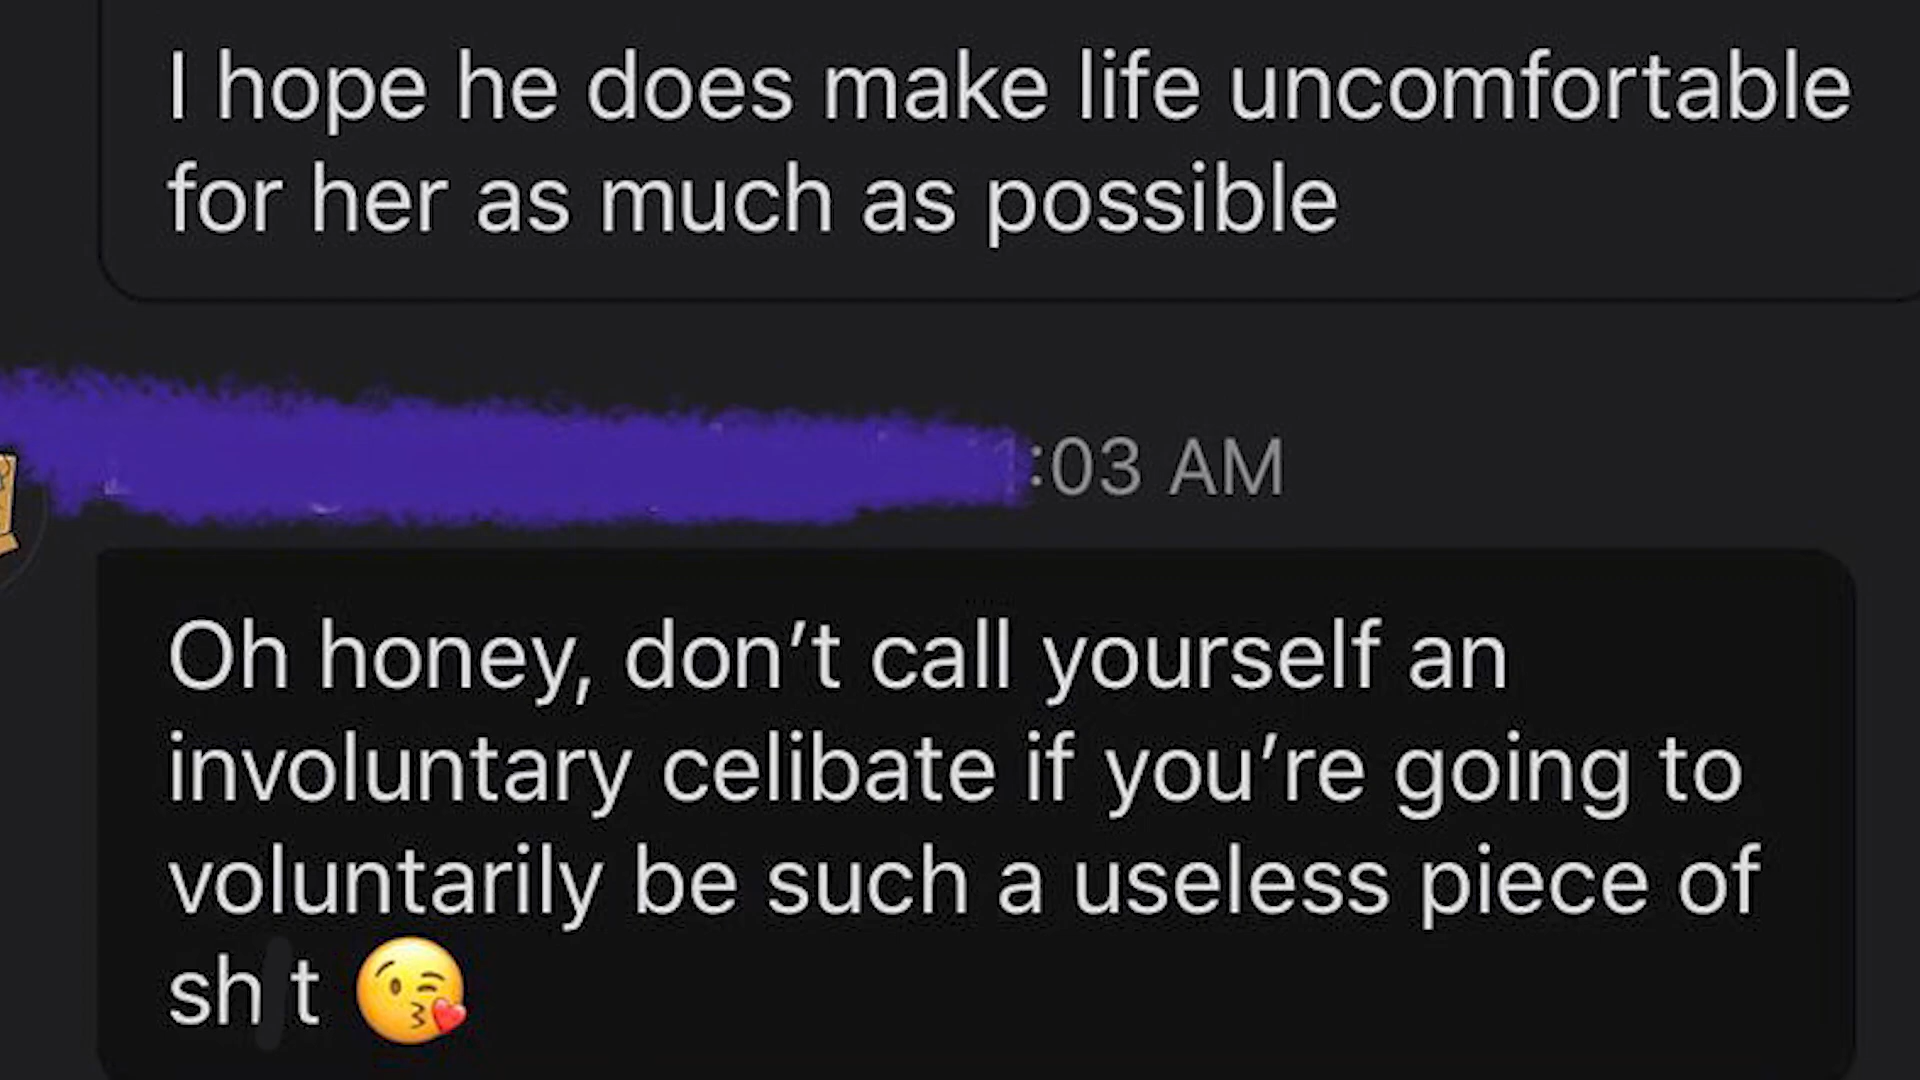 I hope he does make life uncomfortable
for her as much as possible
:03 AM
Oh honey, don’t call yourself an
involuntary celibate if you’re going to
voluntarily be such a useless piece of
sh t 😘